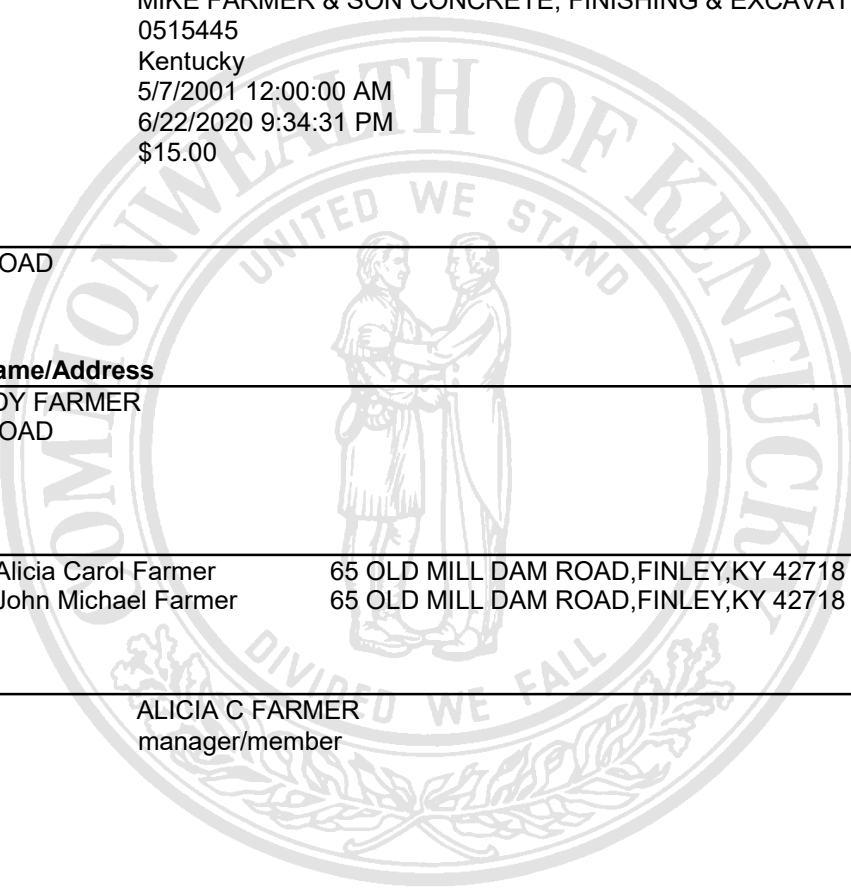 MIKE FARMER & SON CONCRETE, FINISHING & EXCAVAT
0515445
Kentucky
5/7/2001 12:00:00 AM
6/22/2020 9:34:31 PM
$15.00
COMMONWEALTH OF KENTUCKY
UNITED WE STAND
OAD
ame/Address
DY FARMER
OAD
Alicia Carol Farmer 65 OLD MILL DAM ROAD,FINLEY,KY 42718
John Michael Farmer 65 OLD MILL DAM ROAD,FINLEY,KY 42718
DIVIDED WE FALL
ALICIA C FARMER
manager/member